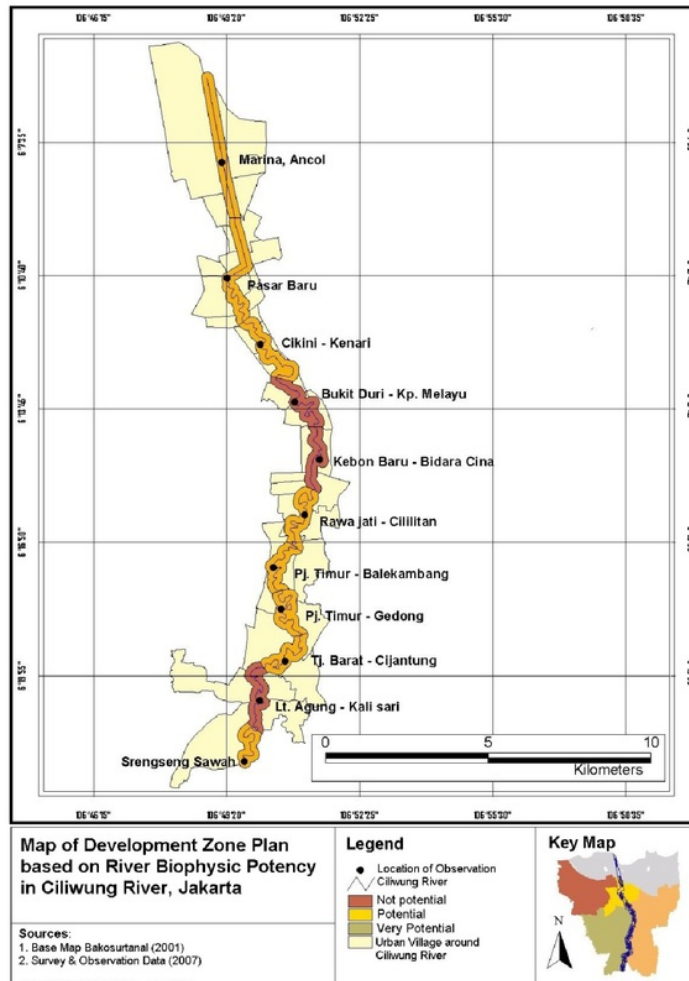 106°46'15" 106°49'20" 106°52'25" 106°55'30" 106°58'35"
Marina, Ancol
Pasar Baru
Cikini - Kenari
Bukit Duri - Kp. Melayu
Kebon Baru - Bidara Cina
Rawa jati - Cililitan
Pj. Timur - Balekambang
Pj. Timur - Gedong
Tj. Barat - Cijantung
Lt. Agung - Kali sari
Srengseng Sawah
0 5 10
Kilometers
106°46'15" 106°49'20" 106°52'25" 106°55'30" 106°58'35"
Map of Development Zone Plan
based on River Biophysic Potency
in Ciliwung River, Jakarta
Sources:
1. Base Map Bakosurtanal (2001)
2. Survey & Observation Data (2007)
Legend
Location of Observation
Ciliwung River
Not potential
Potential
Very Potential
Urban Village around
Ciliwung River
Key Map
N